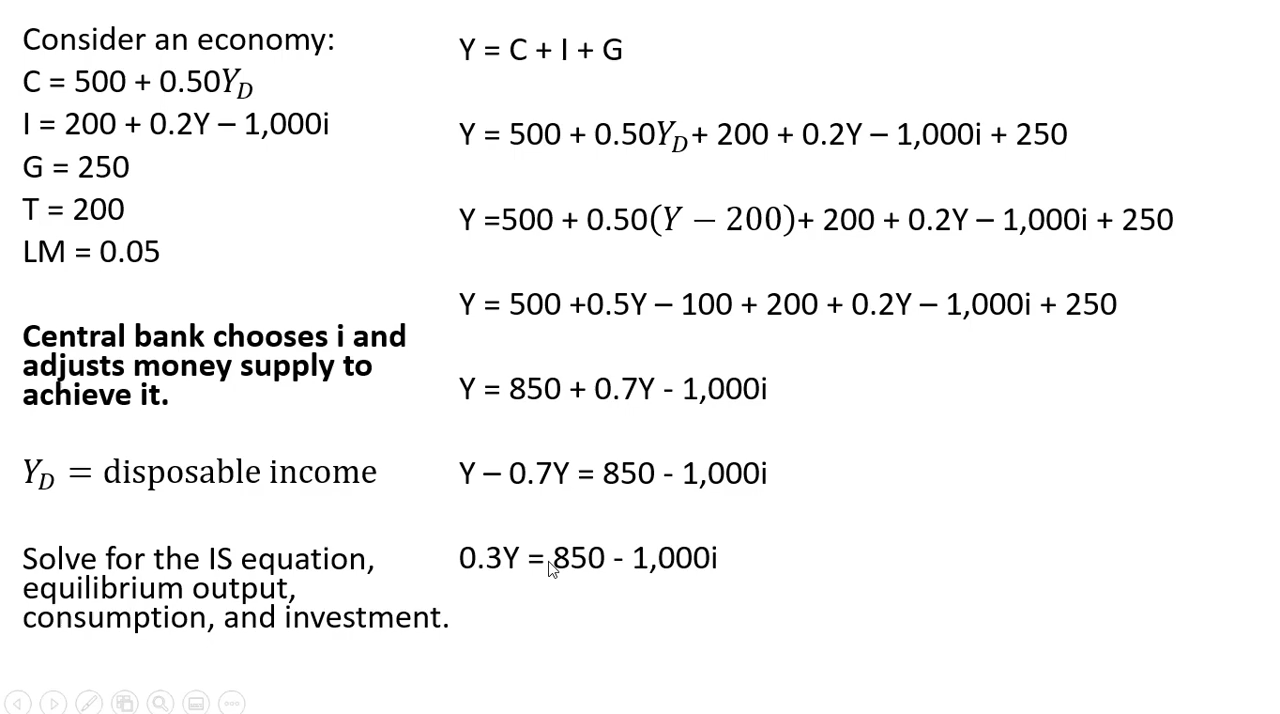 Consider an economy:
C = 500 + 0.50Y_D
I = 200 + 0.2Y – 1,000i
G = 250
T = 200
LM = 0.05
Central bank chooses i and
adjusts money supply to
achieve it.
Y_D = disposable income
Solve for the IS equation,
equilibrium output,
consumption, and investment.
Y = C + I + G
Y = 500 + 0.50Y_D + 200 + 0.2Y – 1,000i + 250
Y =500 + 0.50(Y − 200)+ 200 + 0.2Y – 1,000i + 250
Y = 500 +0.5Y – 100 + 200 + 0.2Y – 1,000i + 250
Y = 850 + 0.7Y - 1,000i
Y – 0.7Y = 850 - 1,000i
0.3Y = 850 - 1,000i